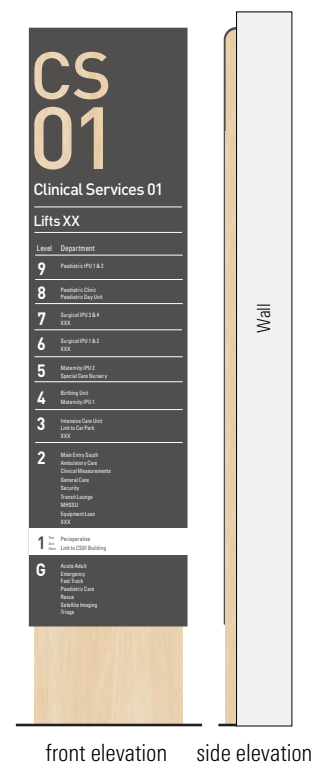 CS
01
Clinical Services 01
Lifts XX
Level Department
9 Paediatric IPU 1 & 2
8 Paediatric Clinic
Paediatric Day Unit
7 Surgical IPU 3 & 4
XXX
6 Surgical IPU 1 & 2
XXX
5 Maternity IPU 2
Special Care Nursery
4 Birthing Unit
Maternity IPU 1
3 Intensive Care Unit
Link to Car Park
XXX
2 Main Entry South
Ambulatory Care
Clinical Measurements
General Care
Security
Transit Lounge
MHSSU
Equipment Loan
XXX
1 You Are Here Perioperative
Link to CS01 Building
G Acute Adult
Emergency
Fast Track
Paediatric Care
Resus
Satellite Imaging
Triage
Wall
front elevation side elevation